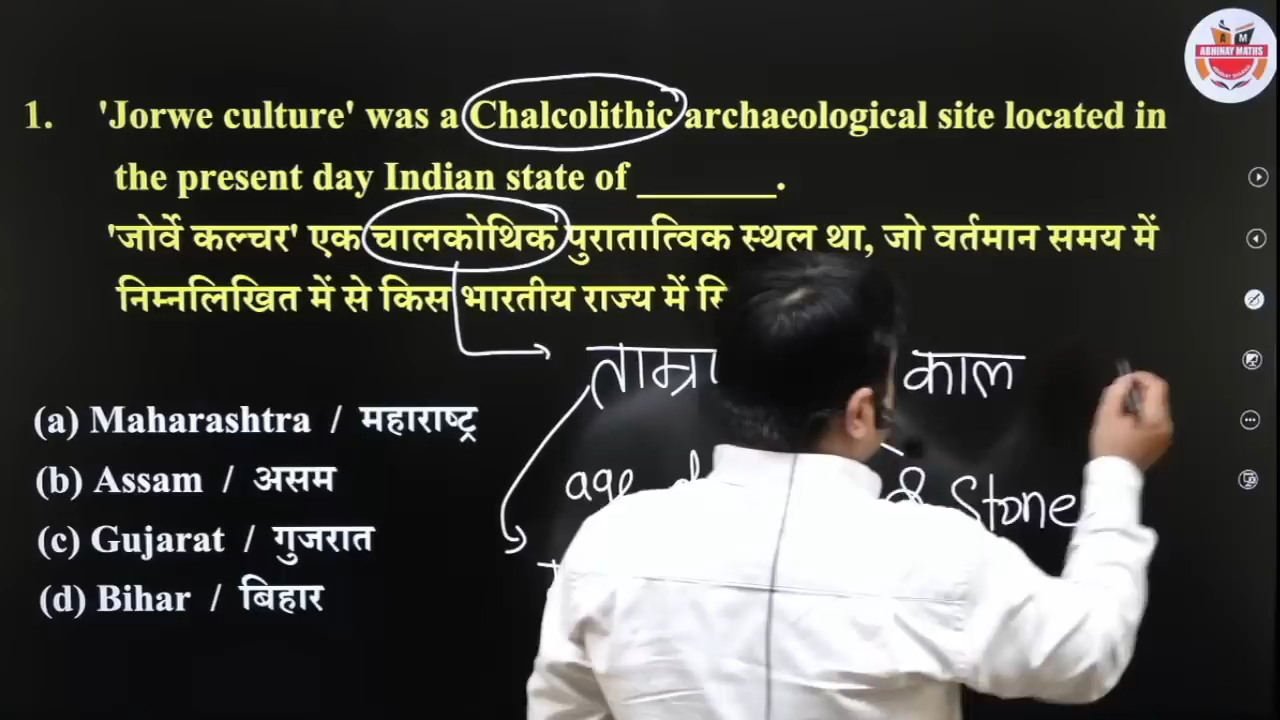 1. 'Jorwe culture' was a Chalcolithic archaeological site located in
the present day Indian state of _______.
'जोर्वे कल्चर' एक चालकोथिक पुरातात्विक स्थल था, जो वर्तमान समय में
निम्नलिखित में से किस भारतीय राज्य में
ताम्रा काल
(a) Maharashtra / महाराष्ट्र
(b) Assam / असम
age & Stone
(c) Gujarat / गुजरात
(d) Bihar / बिहार
A M
ABHINAY MATHS